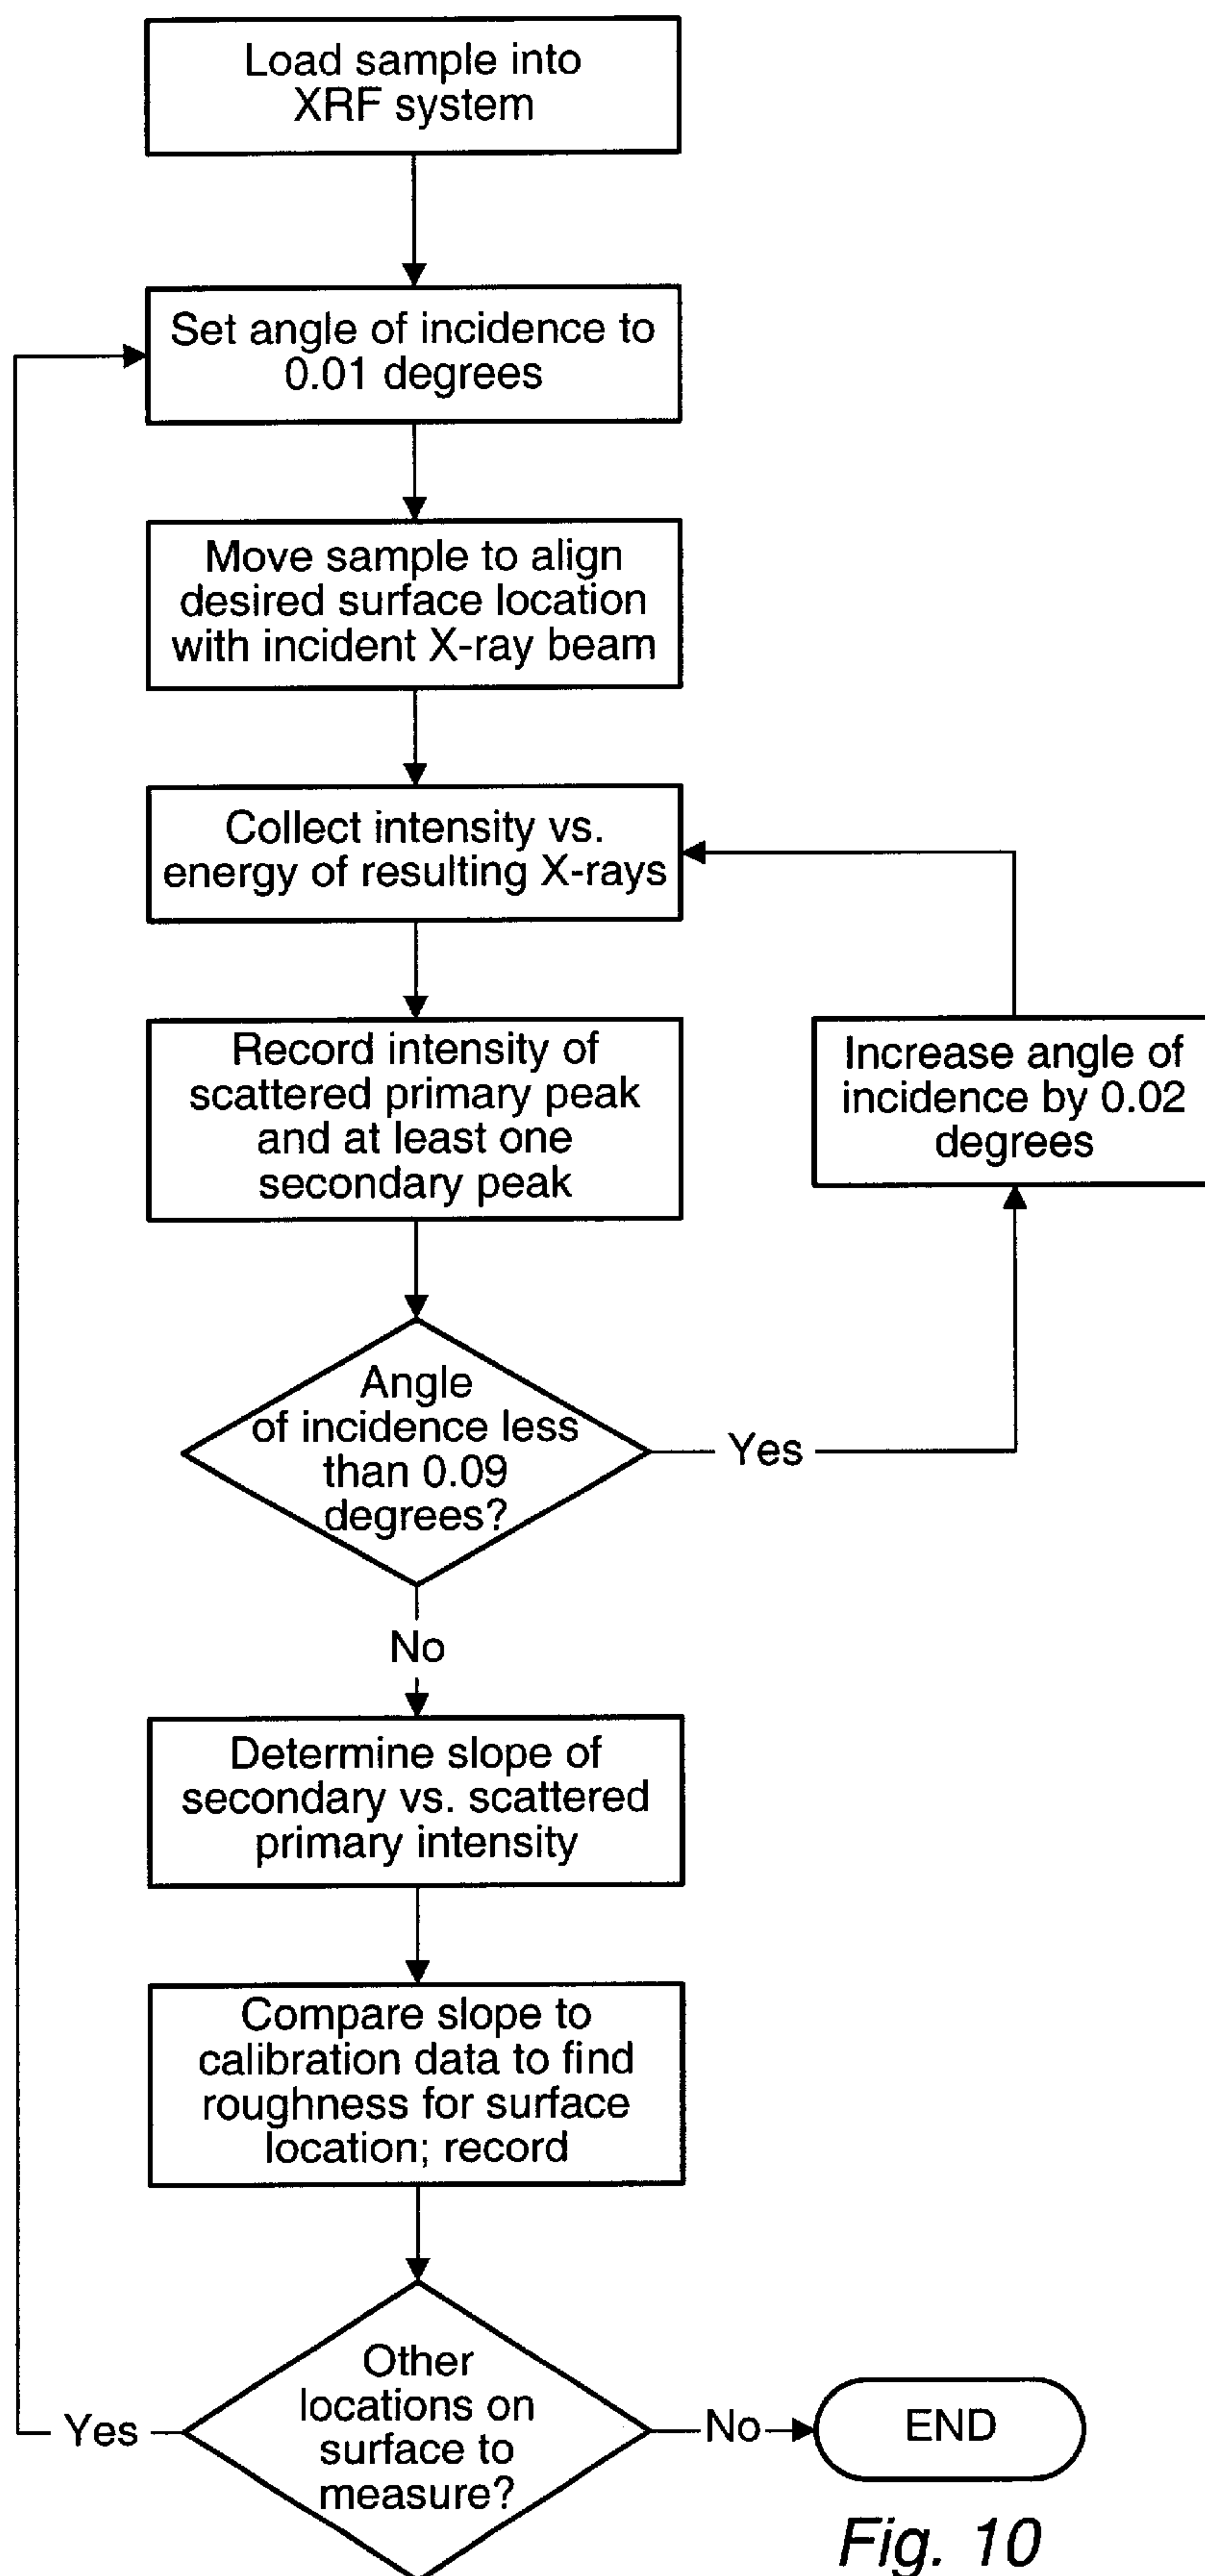 Load sample into
XRF system
Set angle of incidence to
0.01 degrees
Move sample to align
desired surface location
with incident X-ray beam
Collect intensity vs.
energy of resulting X-rays
Record intensity of
scattered primary peak
and at least one
secondary peak
Increase angle of
incidence by 0.02
degrees
Angle
of incidence less
than 0.09
degrees?
Yes
No
Determine slope of
secondary vs. scattered
primary intensity
Compare slope to
calibration data to find
roughness for surface
location; record
Other
locations on
surface to
measure?
Yes
No
END
Fig. 10